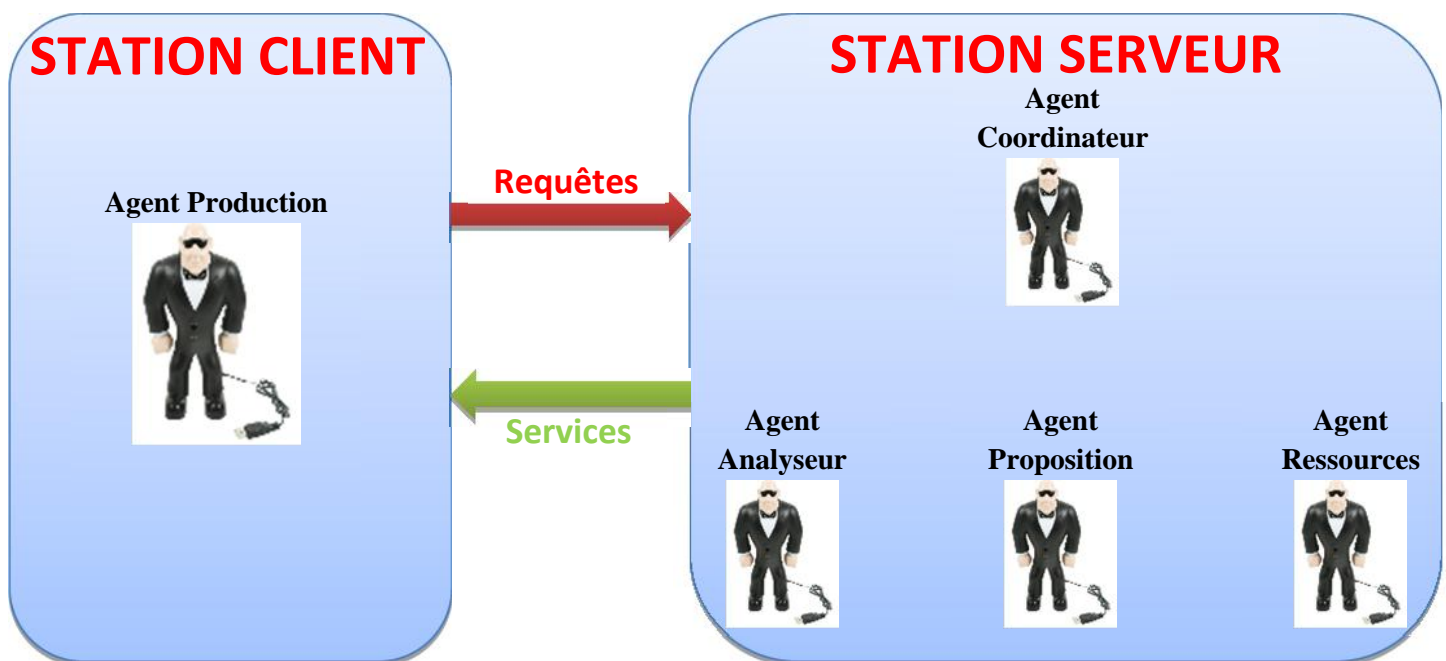 STATION CLIENT
Agent Production
Requêtes
Services
STATION SERVEUR
Agent
Coordinateur
Agent
Analyseur
Agent
Proposition
Agent
Ressources